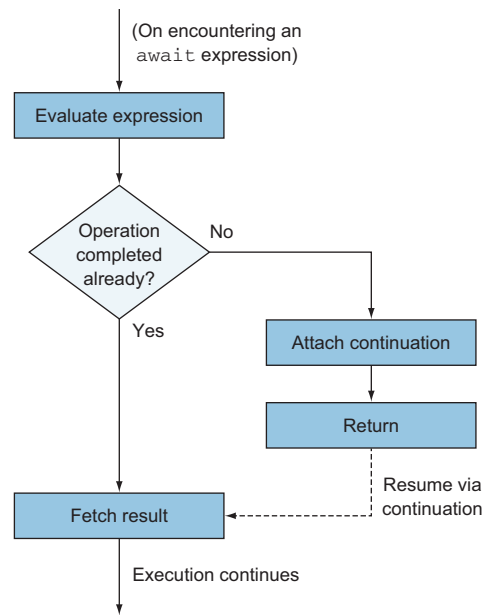 (On encountering an
await expression)
Evaluate expression
Operation
completed
already?
No
Yes
Attach continuation
Return
Resume via
continuation
Fetch result
Execution continues